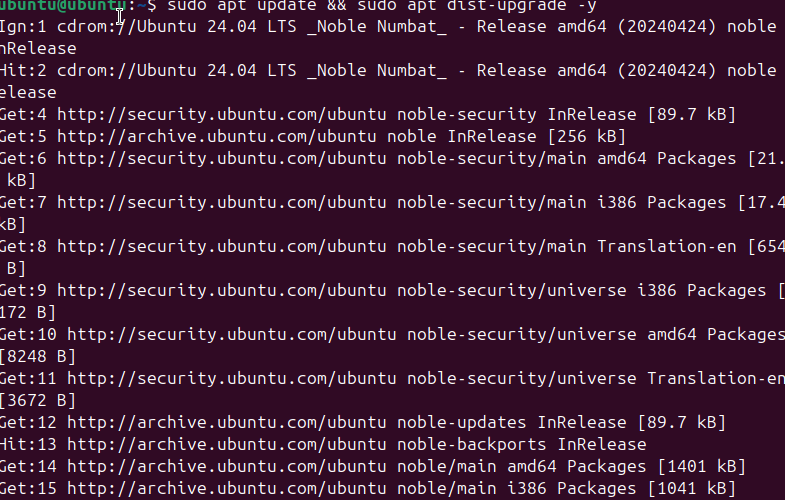 ubuntu@ubuntu:~$ sudo apt update && sudo apt dist-upgrade -y
Ign:1 cdrom://Ubuntu 24.04 LTS _Noble Numbat_ - Release amd64 (20240424) noble
nRelease
Hit:2 cdrom://Ubuntu 24.04 LTS _Noble Numbat_ - Release amd64 (20240424) noble
elease
Get:4 http://security.ubuntu.com/ubuntu noble-security InRelease [89.7 kB]
Get:5 http://archive.ubuntu.com/ubuntu noble InRelease [256 kB]
Get:6 http://security.ubuntu.com/ubuntu noble-security/main amd64 Packages [21.
kB]
Get:7 http://security.ubuntu.com/ubuntu noble-security/main i386 Packages [17.4
kB]
Get:8 http://security.ubuntu.com/ubuntu noble-security/main Translation-en [654
B]
Get:9 http://security.ubuntu.com/ubuntu noble-security/universe i386 Packages [
172 B]
Get:10 http://security.ubuntu.com/ubuntu noble-security/universe amd64 Packages
[8248 B]
Get:11 http://security.ubuntu.com/ubuntu noble-security/universe Translation-en
[3672 B]
Get:12 http://archive.ubuntu.com/ubuntu noble-updates InRelease [89.7 kB]
Hit:13 http://archive.ubuntu.com/ubuntu noble-backports InRelease
Get:14 http://archive.ubuntu.com/ubuntu noble/main amd64 Packages [1401 kB]
Get:15 http://archive.ubuntu.com/ubuntu noble/main i386 Packages [1041 kB]